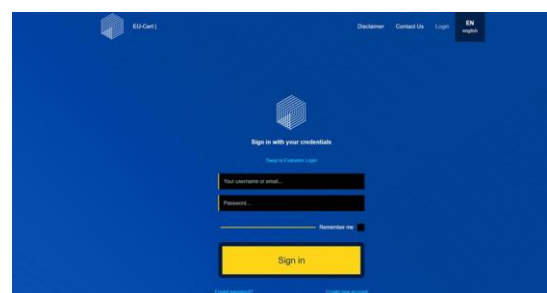 EU-Cert |
Disclaimer
Contact Us
Login
EN
english
Sign in with your credentials
Swap to Evaluator Login
Your username or email...
Password...
Remember me
Sign in
Forgot password?
Create new account